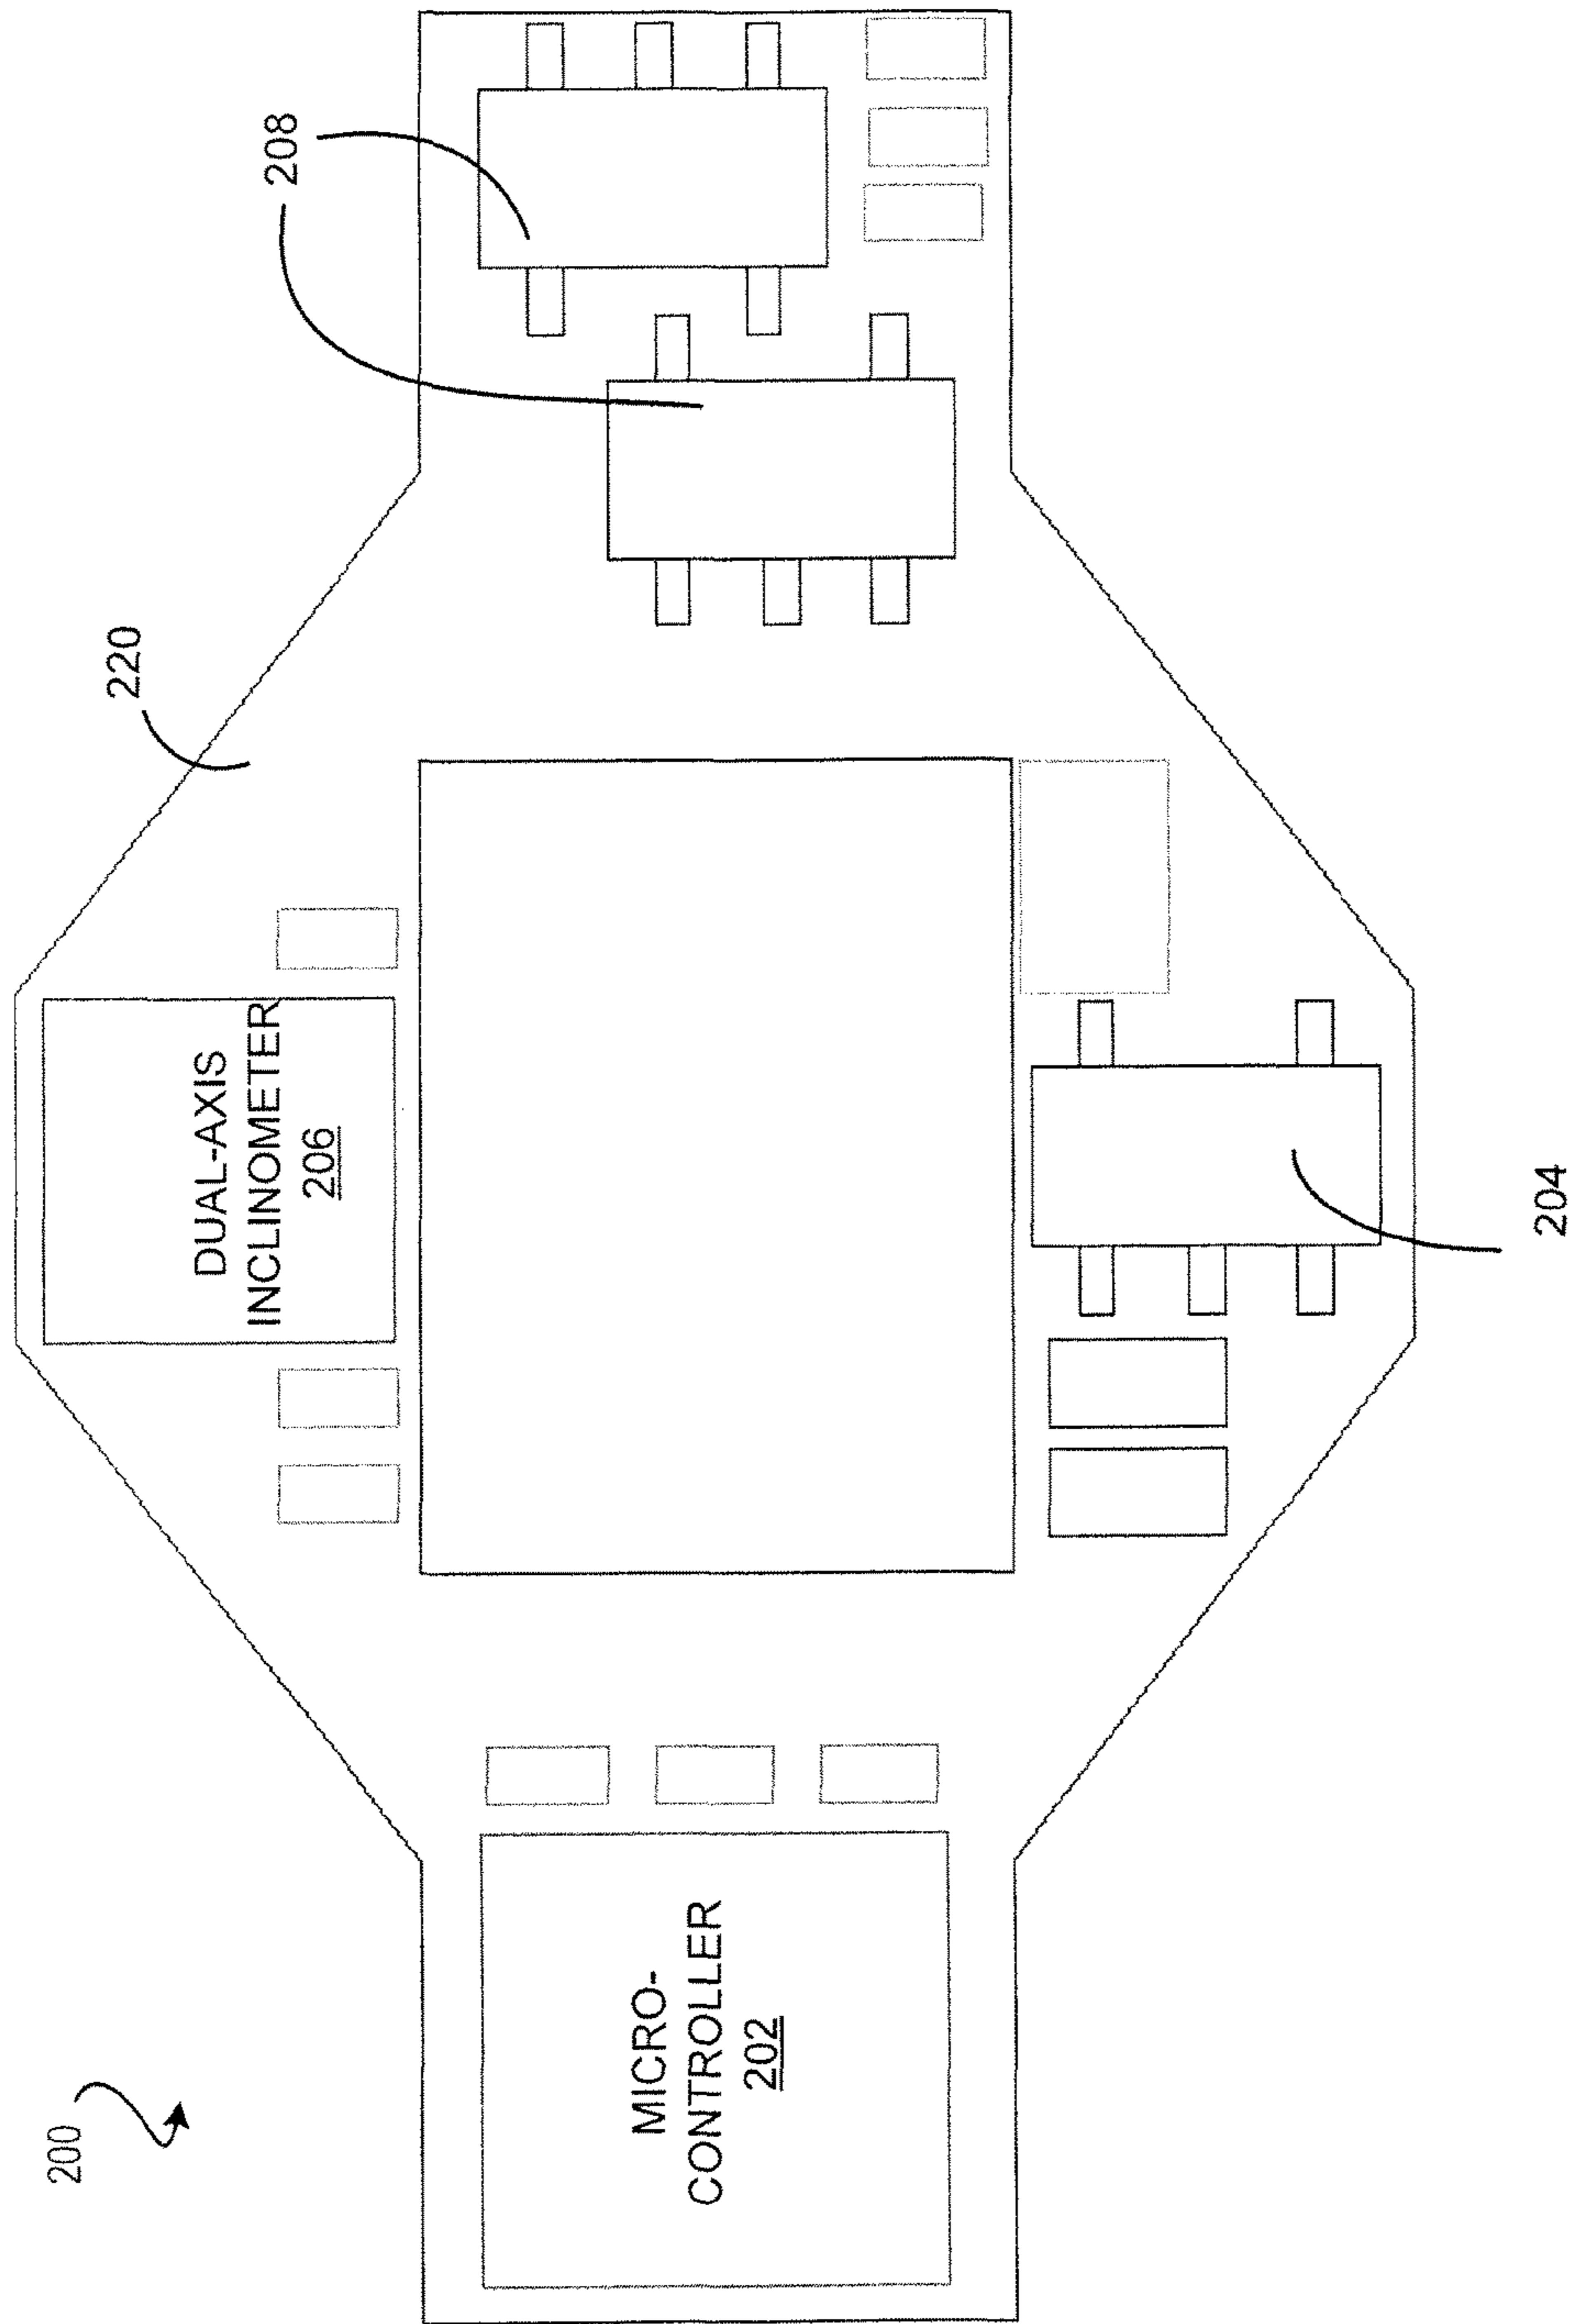 200
220
208
DUAL-AXIS
INCLINOMETER
206
MICRO-
CONTROLLER
202
204